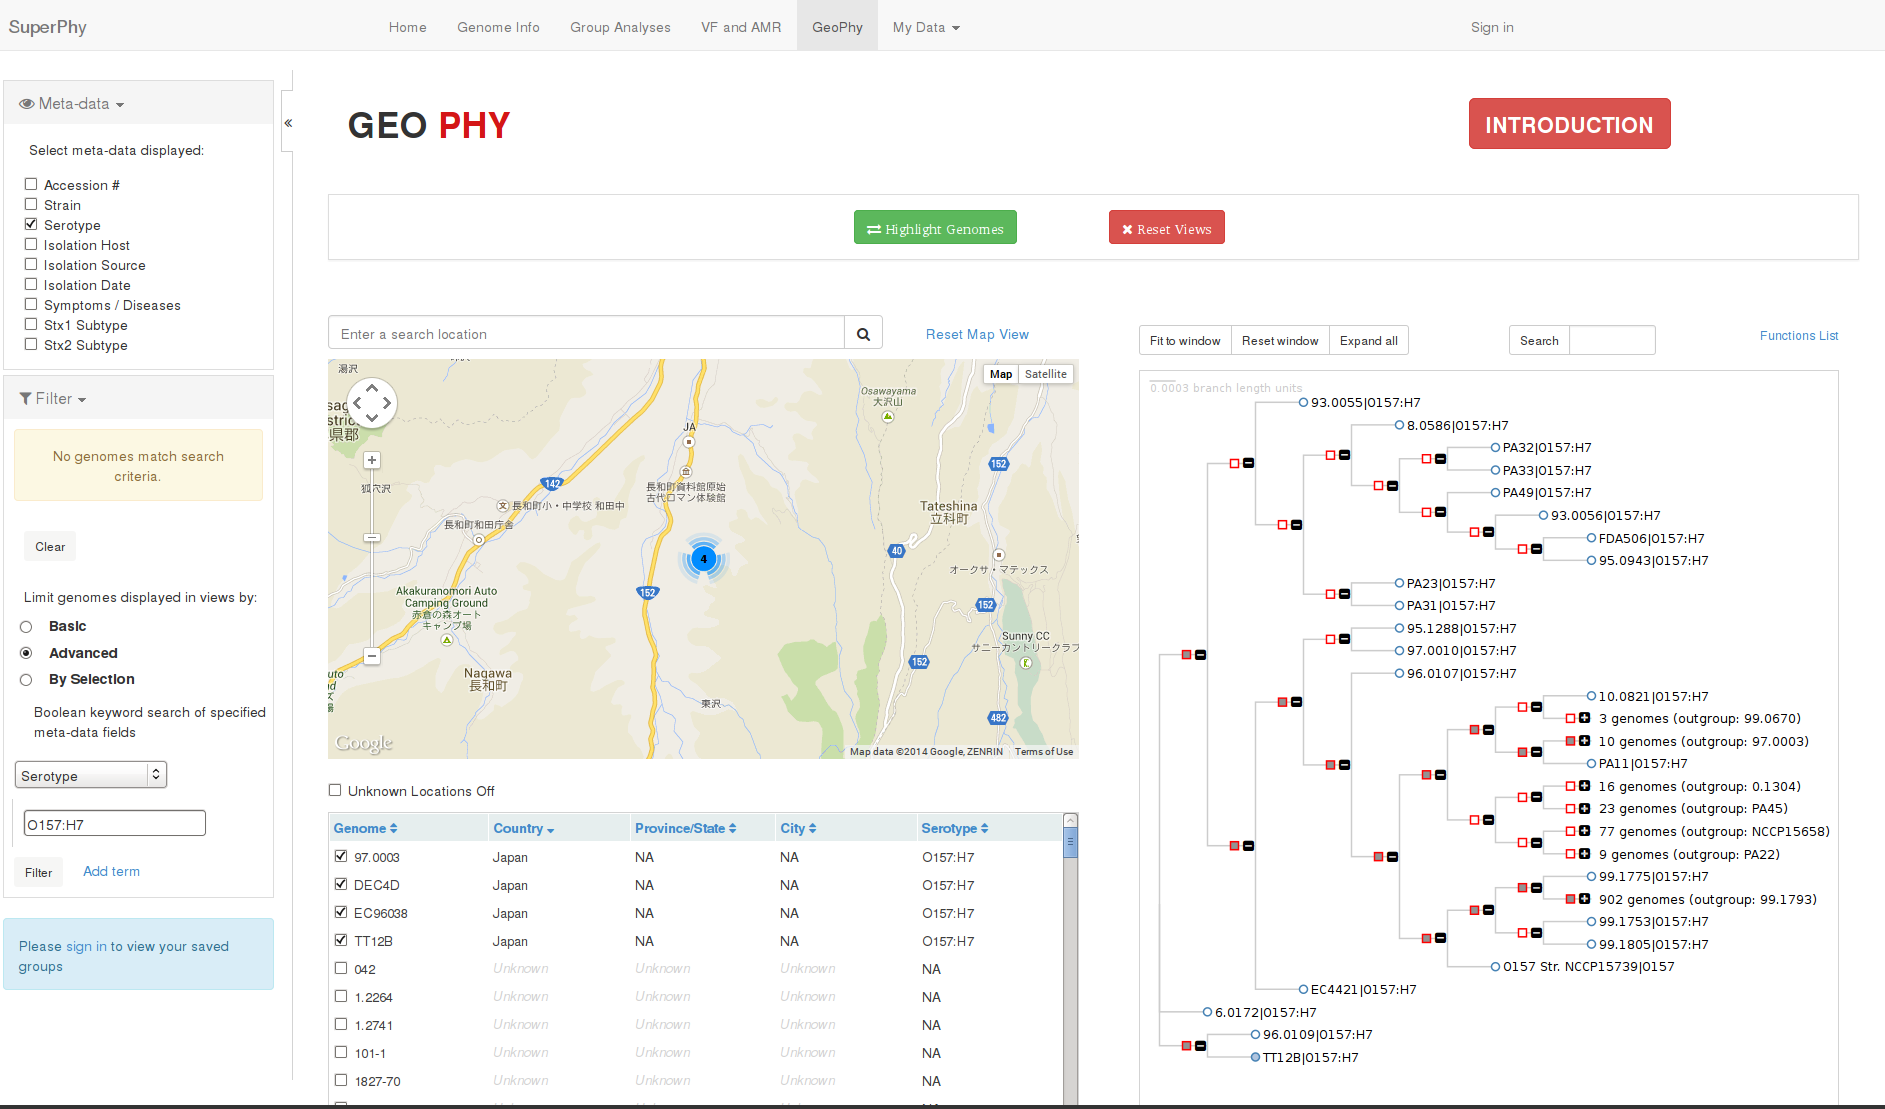 SuperPhy
Home Genome Info Group Analyses VF and AMR GeoPhy My Data Sign in
Meta-data
Select meta-data displayed:
Accession #
Strain
Serotype
Isolation Host
Isolation Source
Isolation Date
Symptoms / Diseases
Stx1 Subtype
Stx2 Subtype
Filter
No genomes match search
criteria.
Clear
Limit genomes displayed in views by:
Basic
Advanced
By Selection
Boolean keyword search of specified
meta-data fields
Serotype
O157:H7
Filter Add term
Please sign in to view your saved
groups
«
GEO PHY
INTRODUCTION
Highlight Genomes Reset Views
Enter a search location
Reset Map View
湯沢
Map Satellite
Osawayama
大沢山
県郡
JA
152
142
狐穴沢
長和町小・中学校 和田中
長和町資料館原始
古代ロマン体験館
長和町和田庁舎
Tateshina
立科町
4
40
オークサ・マテックス
Akakuranomori Auto
Camping Ground
赤倉の森オート
キャンプ場
152
152
Sunny CC
サニーカントリークラブ
152
Nagawa
長和町
東沢
482
Google
Map data ©2014 Google, ZENRIN Terms of Use
Unknown Locations Off
Genome Country Province/State City Serotype
97.0003 Japan NA NA O157:H7
DEC4D Japan NA NA O157:H7
EC96038 Japan NA NA O157:H7
TT12B Japan NA NA O157:H7
042 Unknown Unknown Unknown NA
1.2264 Unknown Unknown Unknown NA
1.2741 Unknown Unknown Unknown NA
101-1 Unknown Unknown Unknown NA
1827-70 Unknown Unknown Unknown NA
Fit to window Reset window Expand all
Search
Functions List
0.0003 branch length units
93.0055|O157:H7
8.0586|O157:H7
PA32|O157:H7
PA33|O157:H7
PA49|O157:H7
93.0056|O157:H7
FDA506|O157:H7
95.0943|O157:H7
PA23|O157:H7
PA31|O157:H7
95.1288|O157:H7
97.0010|O157:H7
96.0107|O157:H7
10.0821|O157:H7
3 genomes (outgroup: 99.0670)
10 genomes (outgroup: 97.0003)
PA11|O157:H7
16 genomes (outgroup: 0.1304)
23 genomes (outgroup: PA45)
77 genomes (outgroup: NCCP15658)
9 genomes (outgroup: PA22)
99.1775|O157:H7
902 genomes (outgroup: 99.1793)
99.1753|O157:H7
99.1805|O157:H7
O157 Str. NCCP15739|O157
EC4421|O157:H7
6.0172|O157:H7
96.0109|O157:H7
TT12B|O157:H7